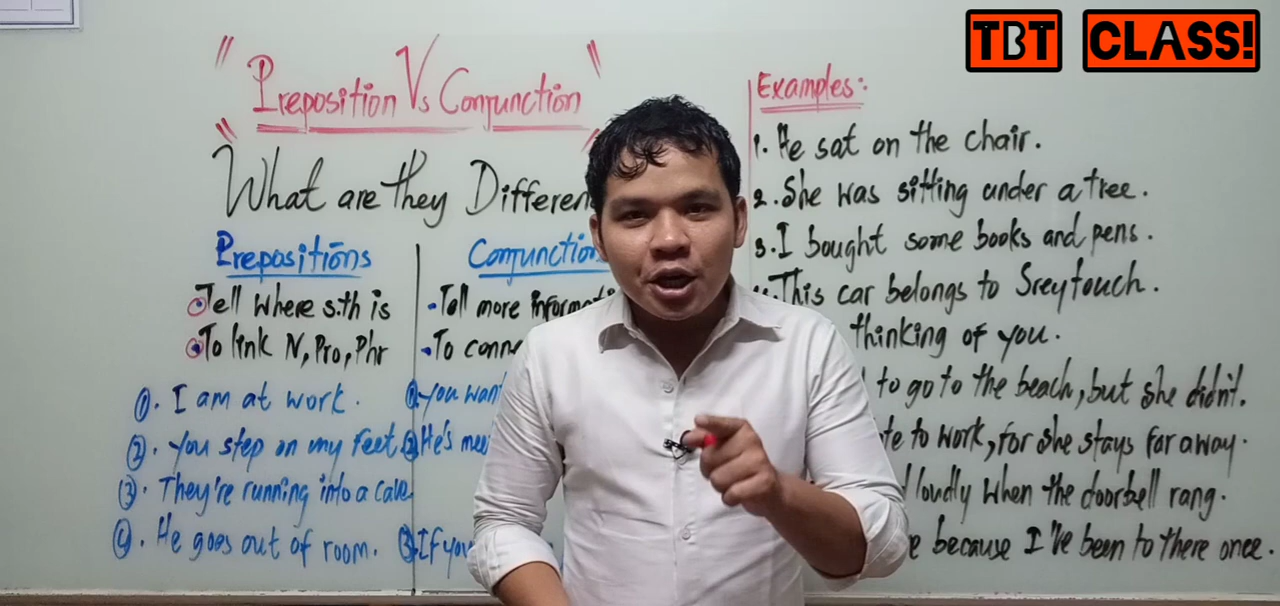 TBT CLASS!
" Preposition Vs Conjunction "
" What are they Differen
Prepositions
Tell where s.th is
To link N, Pro, Phr
①. I am at work.
②. You step on my feet.
③. They're running into a cave
④. He goes out of room.
Conjunction
Tell more informati
To conne
①. you want
②. He's mee
③. If you
Examples:
1. He sat on the chair.
2. She was sitting under a tree.
3. I bought some books and pens.
This car belongs to Sreytouch.
thinking of you.
to go to the beach, but she didn't.
te to work, for she stays far away.
loudly when the doorbell rang.
e because I've been to there once.